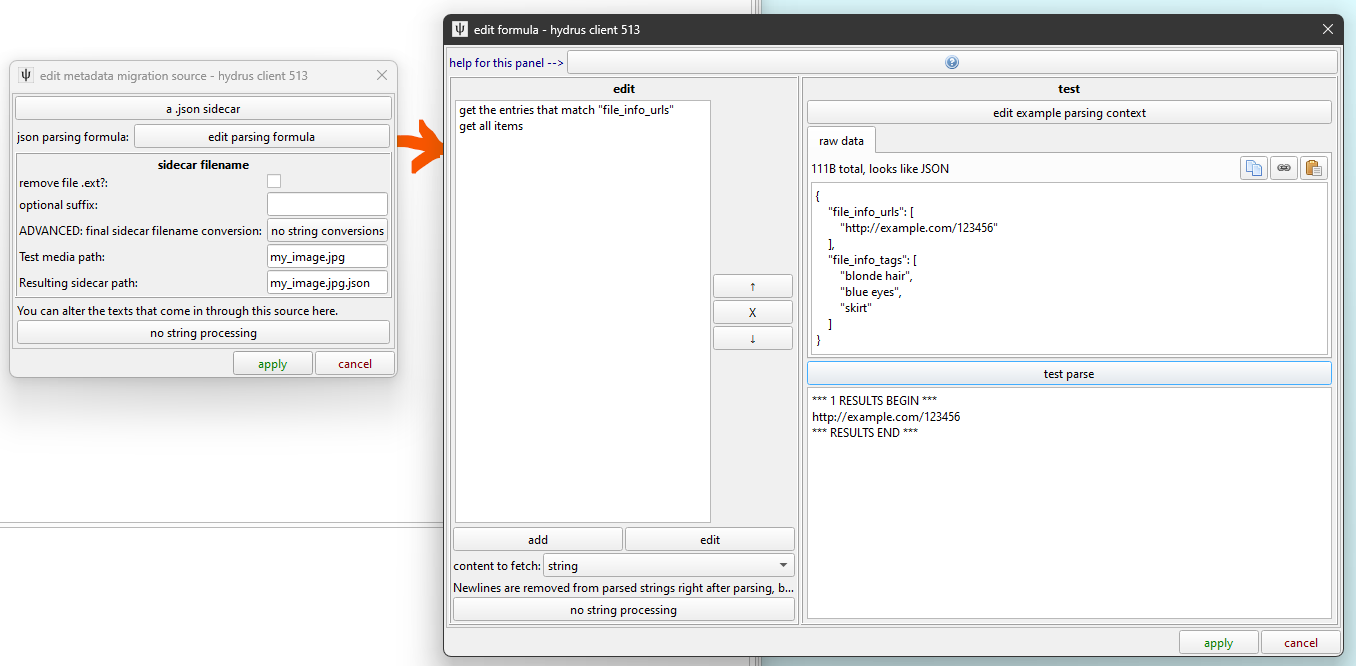 edit metadata migration source - hydrus client 513
a .json sidecar
json parsing formula:
edit parsing formula
sidecar filename
remove file .ext?:
optional suffix:
ADVANCED: final sidecar filename conversion:
no string conversions
Test media path:
my_image.jpg
Resulting sidecar path:
my_image.jpg.json
You can alter the texts that come in through this source here.
no string processing
apply
cancel
edit formula - hydrus client 513
help for this panel -->
edit
get the entries that match "file_info_urls"
get all items
↑
X
↓
add
edit
content to fetch:
string
Newlines are removed from parsed strings right after parsing, b...
no string processing
test
edit example parsing context
raw data
111B total, looks like JSON
{
"file_info_urls": [
"http://example.com/123456"
],
"file_info_tags": [
"blonde hair",
"blue eyes",
"skirt"
]
}
test parse
*** 1 RESULTS BEGIN ***
http://example.com/123456
*** RESULTS END ***
apply
cancel